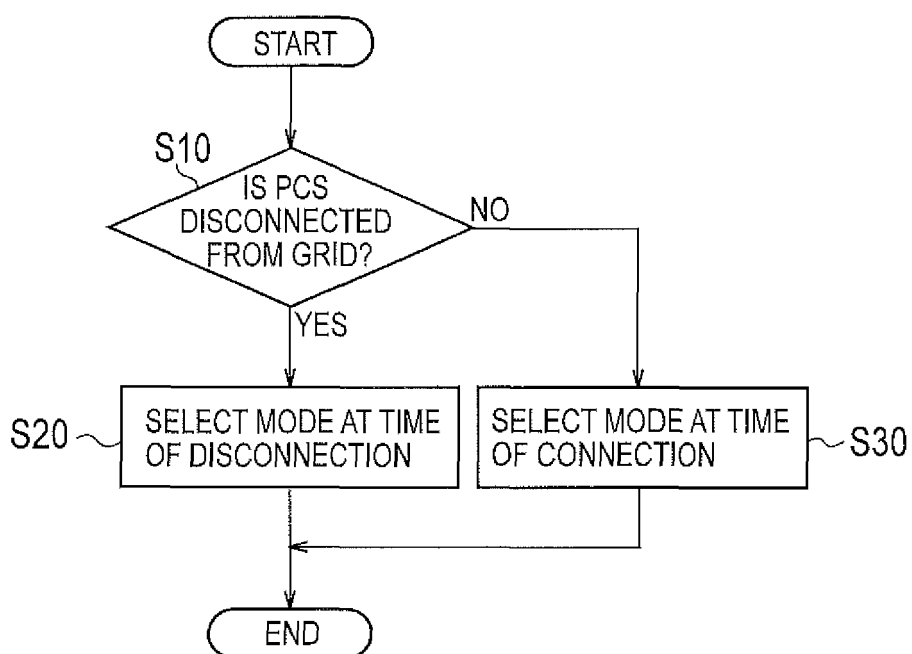 START
S10
IS PCS
DISCONNECTED
FROM GRID?
NO
YES
S20
SELECT MODE AT TIME
OF DISCONNECTION
SELECT MODE AT TIME
OF CONNECTION
S30
END